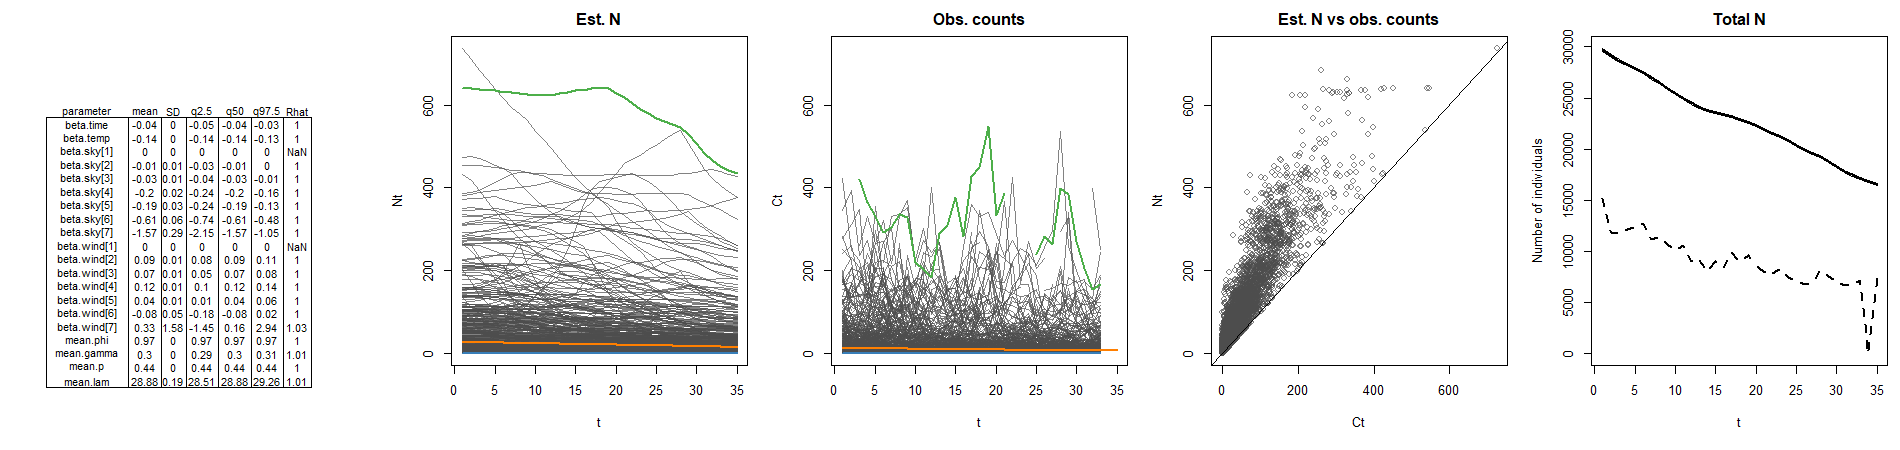 parameter mean SD q2.5 q50 q97.5 Rhat
beta.time -0.04 0 -0.05 -0.04 -0.03 1
beta.temp -0.14 0 -0.14 -0.14 -0.13 1
beta.sky[1] 0 0 0 0 0 NaN
beta.sky[2] -0.01 0.01 -0.03 -0.01 0 1
beta.sky[3] -0.03 0.01 -0.04 -0.03 -0.01 1
beta.sky[4] -0.2 0.02 -0.24 -0.2 -0.16 1
beta.sky[5] -0.19 0.03 -0.24 -0.19 -0.13 1
beta.sky[6] -0.61 0.06 -0.74 -0.61 -0.48 1
beta.sky[7] -1.57 0.29 -2.15 -1.57 -1.05 1
beta.wind[1] 0 0 0 0 0 NaN
beta.wind[2] 0.09 0.01 0.08 0.09 0.11 1
beta.wind[3] 0.07 0.01 0.05 0.07 0.08 1
beta.wind[4] 0.12 0.01 0.1 0.12 0.14 1
beta.wind[5] 0.04 0.01 0.01 0.04 0.06 1
beta.wind[6] -0.08 0.05 -0.18 -0.08 0.02 1
beta.wind[7] 0.33 1.58 -1.45 0.16 2.94 1.03
mean.phi 0.97 0 0.97 0.97 0.97 1
mean.gamma 0.3 0 0.29 0.3 0.31 1.01
mean.p 0.44 0 0.44 0.44 0.44 1
mean.lam 28.88 0.19 28.51 28.88 29.26 1.01
Est. N
Nt
600
400
200
0
0 5 10 15 20 25 30 35
t
Obs. counts
Ct
600
400
200
0
0 5 10 15 20 25 30 35
t
Est. N vs obs. counts
Nt
600
400
200
0
0 200 400 600
Ct
Total N
Number of individuals
30000
25000
20000
15000
10000
5000
0
0 5 10 15 20 25 30 35
t